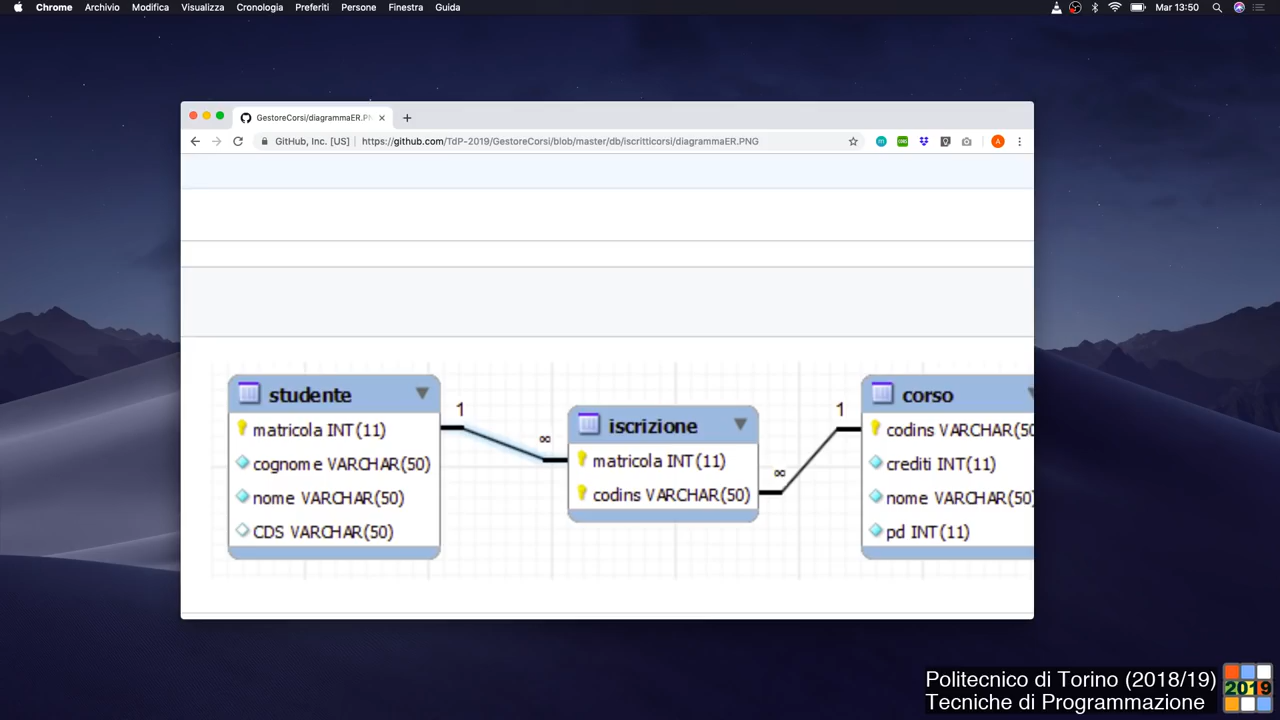 Chrome Archivio Modifica Visualizza Cronologia Preferiti Persone Finestra Guida Mar 13:50
GestoreCorsi/diagrammaER.PN
GitHub, Inc. [US] https://github.com/TdP-2019/GestoreCorsi/blob/master/db/iscritticorsi/diagrammaER.PNG
studente
matricola INT(11)
cognome VARCHAR(50)
nome VARCHAR(50)
CDS VARCHAR(50)
1
∞
iscrizione
matricola INT(11)
codins VARCHAR(50)
∞
1
corso
codins VARCHAR(50
crediti INT(11)
nome VARCHAR(50)
pd INT(11)
Politecnico di Torino (2018/19)
Tecniche di Programmazione
2019